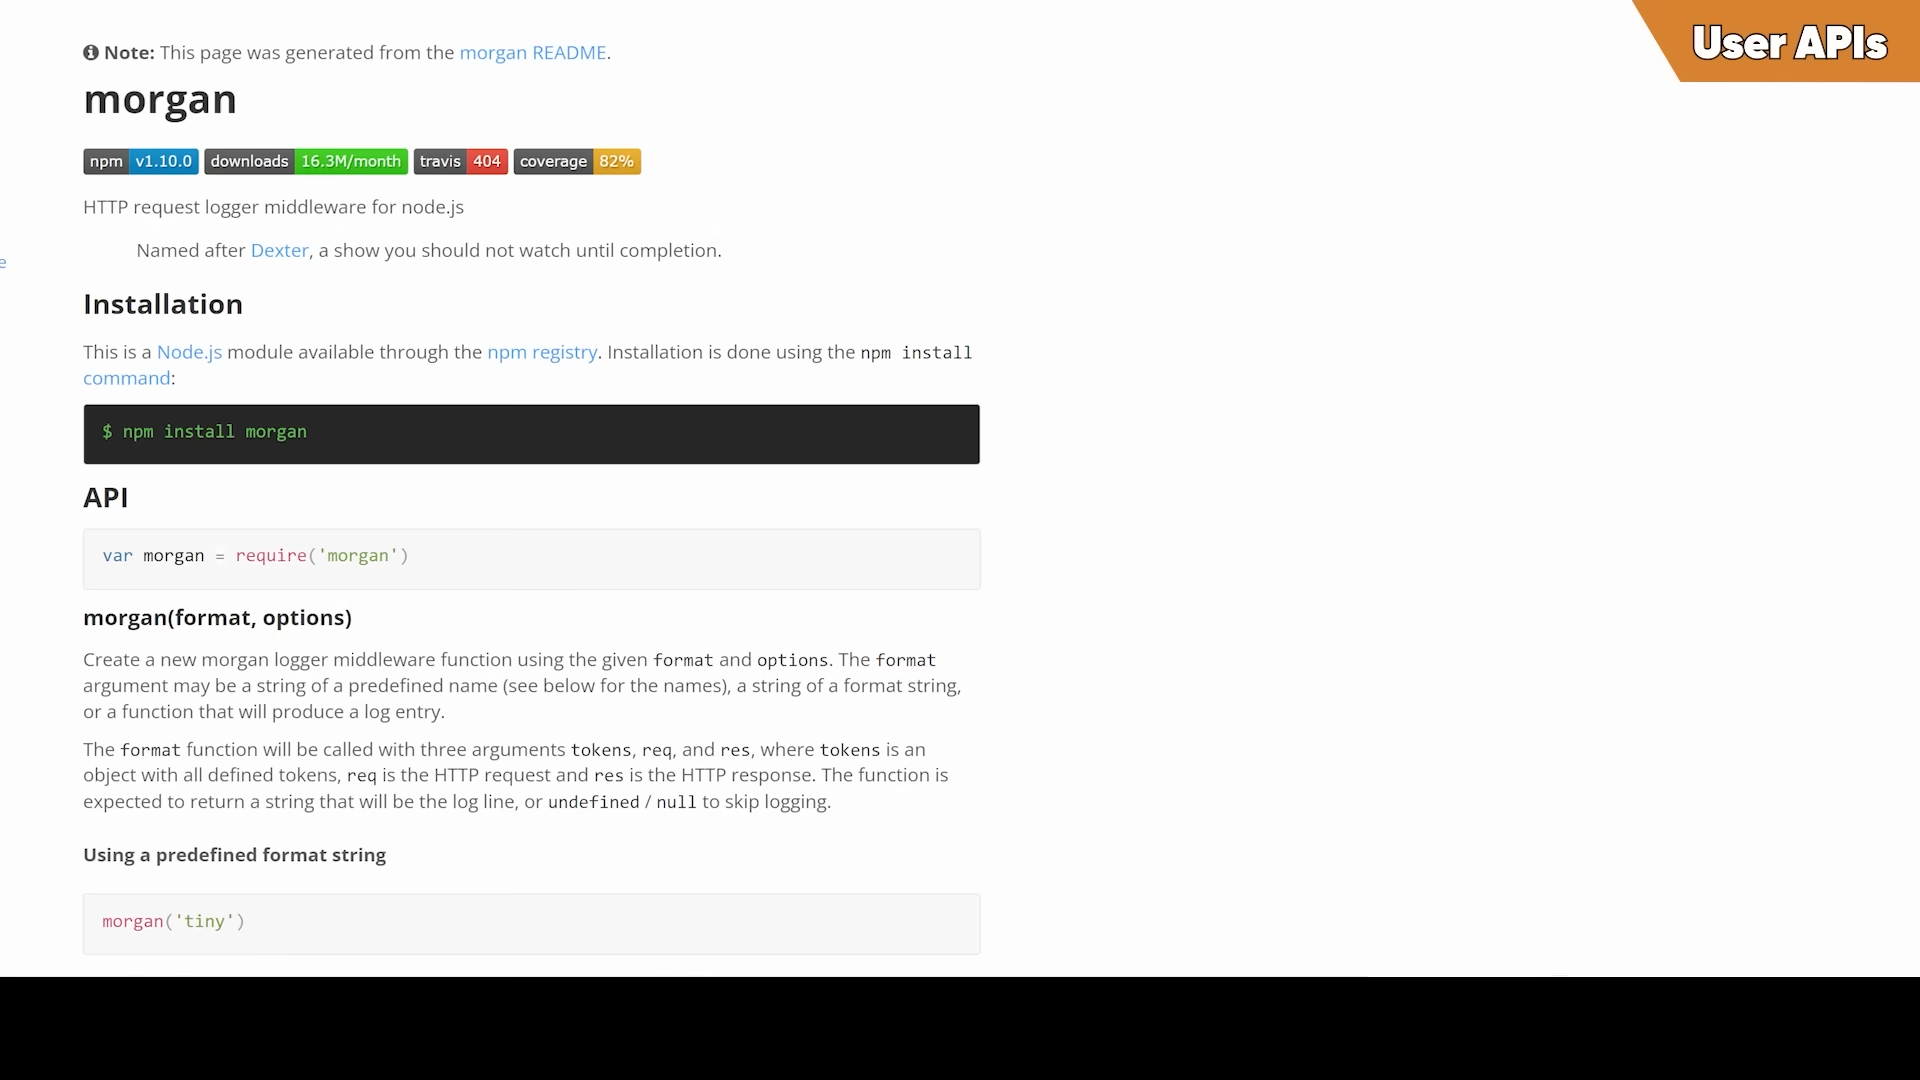 User APIs
Note: This page was generated from the morgan README.
morgan
npm v1.10.0 downloads 16.3M/month travis 404 coverage 82%
HTTP request logger middleware for node.js
Named after Dexter, a show you should not watch until completion.
e
Installation
This is a Node.js module available through the npm registry. Installation is done using the npm install
command:
$ npm install morgan
API
var morgan = require('morgan')
morgan(format, options)
Create a new morgan logger middleware function using the given format and options. The format
argument may be a string of a predefined name (see below for the names), a string of a format string,
or a function that will produce a log entry.
The format function will be called with three arguments tokens, req, and res, where tokens is an
object with all defined tokens, req is the HTTP request and res is the HTTP response. The function is
expected to return a string that will be the log line, or undefined / null to skip logging.
Using a predefined format string
morgan('tiny')